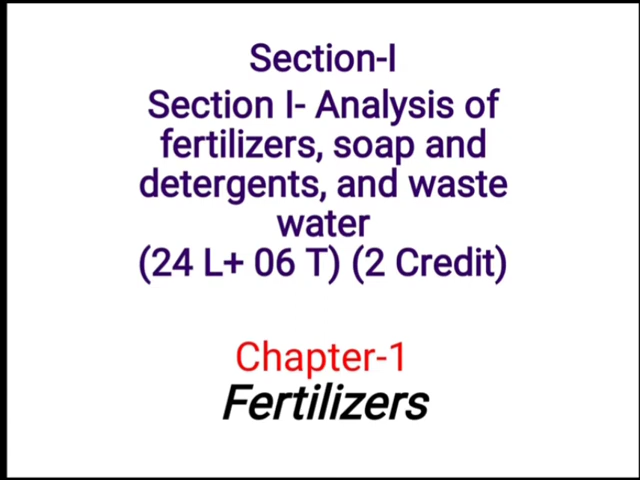 Section-I
Section I- Analysis of
fertilizers, soap and
detergents, and waste
water
(24 L+ 06 T) (2 Credit)
Chapter-1
Fertilizers